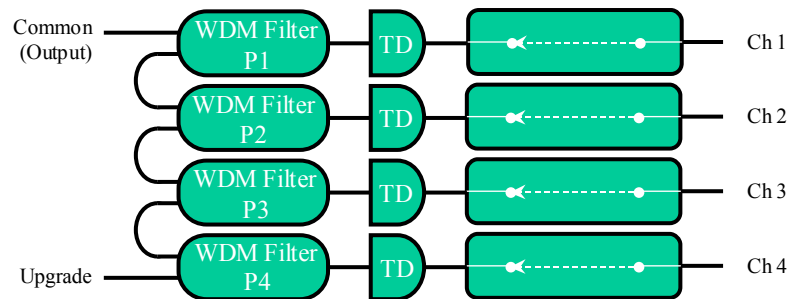 Common
(Output)
WDM Filter
P1
TD
Ch 1
WDM Filter
P2
TD
Ch 2
WDM Filter
P3
TD
Ch 3
Upgrade
WDM Filter
P4
TD
Ch 4